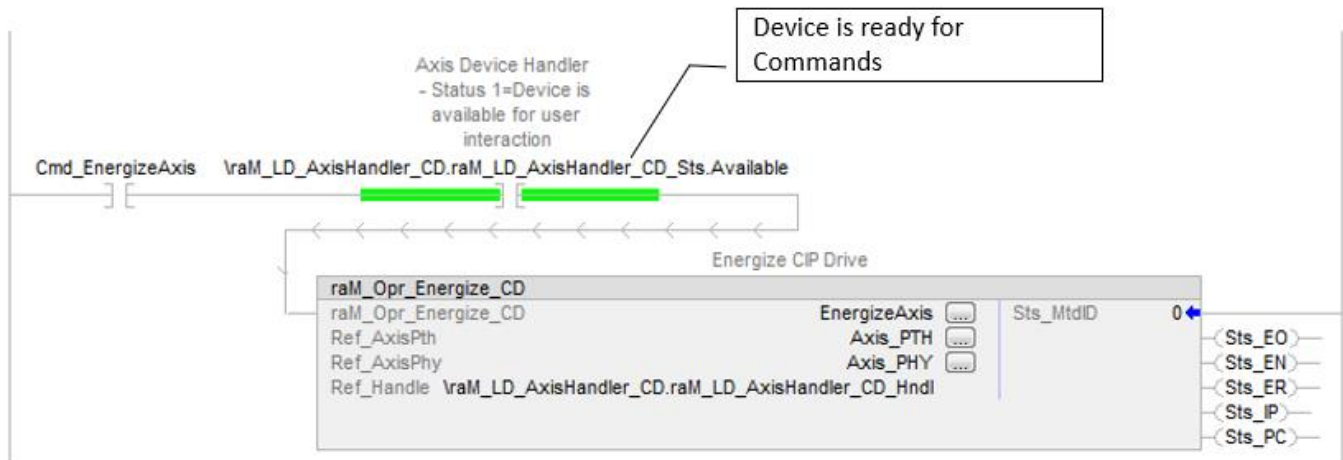 Device is ready for
Commands
Axis Device Handler
- Status 1=Device is
available for user
interaction
Cmd_EnergizeAxis \raM_LD_AxisHandler_CD.raM_LD_AxisHandler_CD_Sts.Available
Energize CIP Drive
raM_Opr_Energize_CD
raM_Opr_Energize_CD EnergizeAxis ... Sts_MtdID 0
Ref_AxisPth Axis_PTH ... Sts_EO
Ref_AxisPhy Axis_PHY ... Sts_EN
Ref_Handle \raM_LD_AxisHandler_CD.raM_LD_AxisHandler_CD_Hndl Sts_ER
Sts_IP
Sts_PC